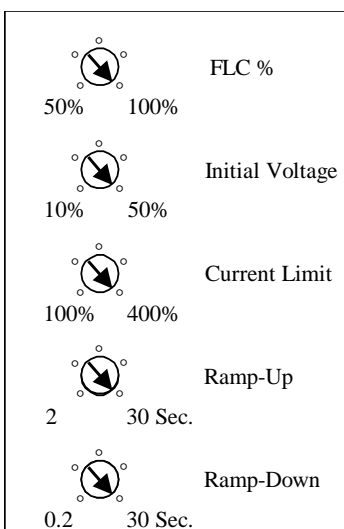 FLC %
50% 100%
Initial Voltage
10% 50%
Current Limit
100% 400%
Ramp-Up
2 30 Sec.
Ramp-Down
0.2 30 Sec.